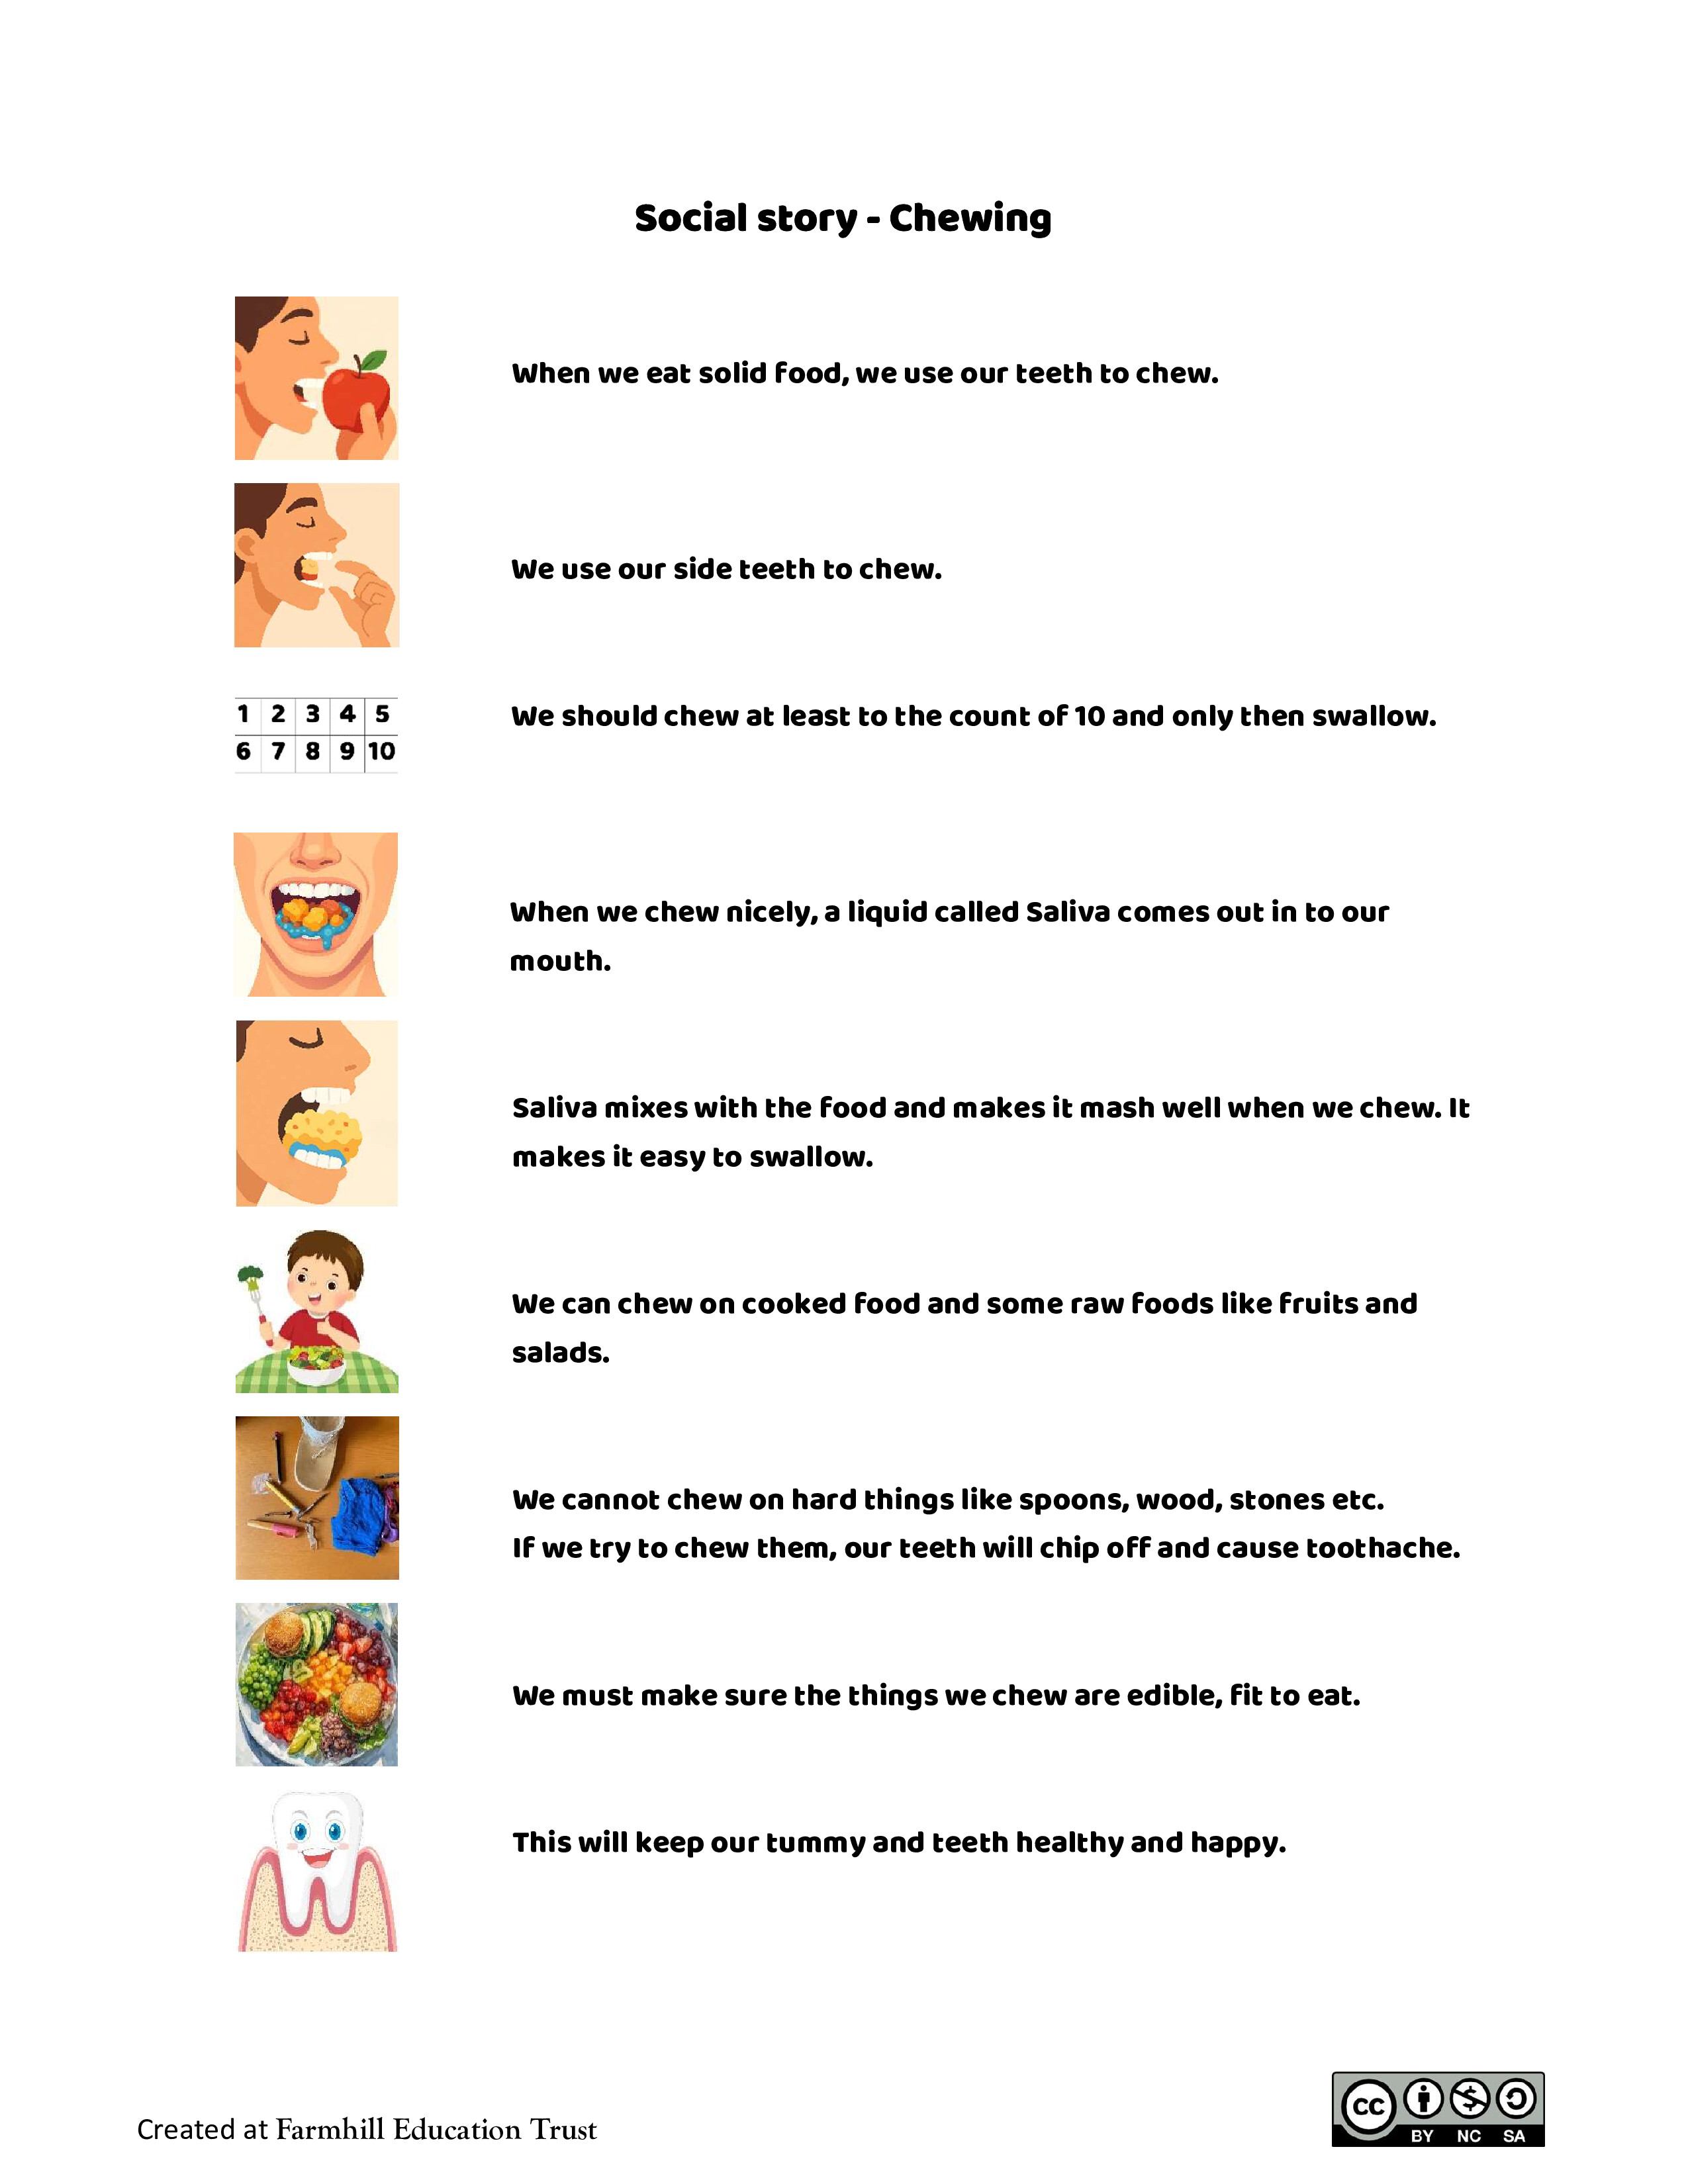 Social story - Chewing
When we eat solid food, we use our teeth to chew.
We use our side teeth to chew.
1 2 3 4 5
6 7 8 9 10
We should chew at least to the count of 10 and only then swallow.
When we chew nicely, a liquid called Saliva comes out in to our
mouth.
Saliva mixes with the food and makes it mash well when we chew. It
makes it easy to swallow.
We can chew on cooked food and some raw foods like fruits and
salads.
We cannot chew on hard things like spoons, wood, stones etc.
If we try to chew them, our teeth will chip off and cause toothache.
We must make sure the things we chew are edible, fit to eat.
This will keep our tummy and teeth healthy and happy.
Created at Farmhill Education Trust
cc
BY NC SA